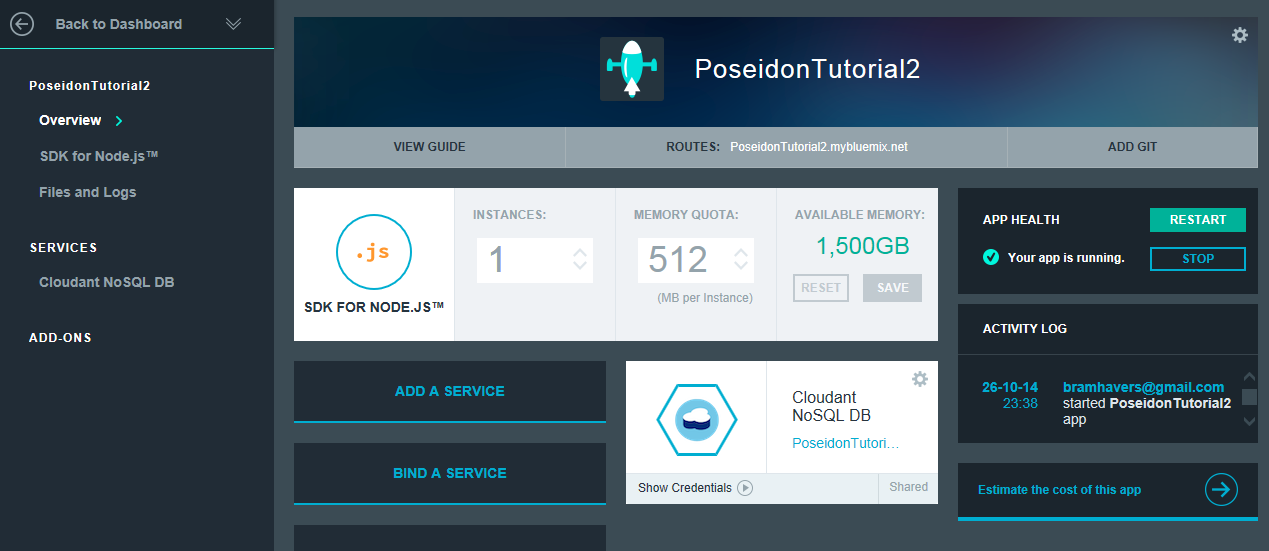 Back to Dashboard
PoseidonTutorial2
Overview
SDK for Node.js™
Files and Logs
SERVICES
Cloudant NoSQL DB
ADD-ONS
PoseidonTutorial2
VIEW GUIDE
ROUTES: PoseidonTutorial2.mybluemix.net
ADD GIT
.js
SDK FOR NODE.JS™
INSTANCES:
1
MEMORY QUOTA:
512
(MB per Instance)
AVAILABLE MEMORY:
1,500GB
RESET
SAVE
APP HEALTH
RESTART
Your app is running.
STOP
ACTIVITY LOG
26-10-14
23:38
bramhavers@gmail.com
started PoseidonTutorial2
app
ADD A SERVICE
BIND A SERVICE
Cloudant
NoSQL DB
PoseidonTutori...
Show Credentials
Shared
Estimate the cost of this app